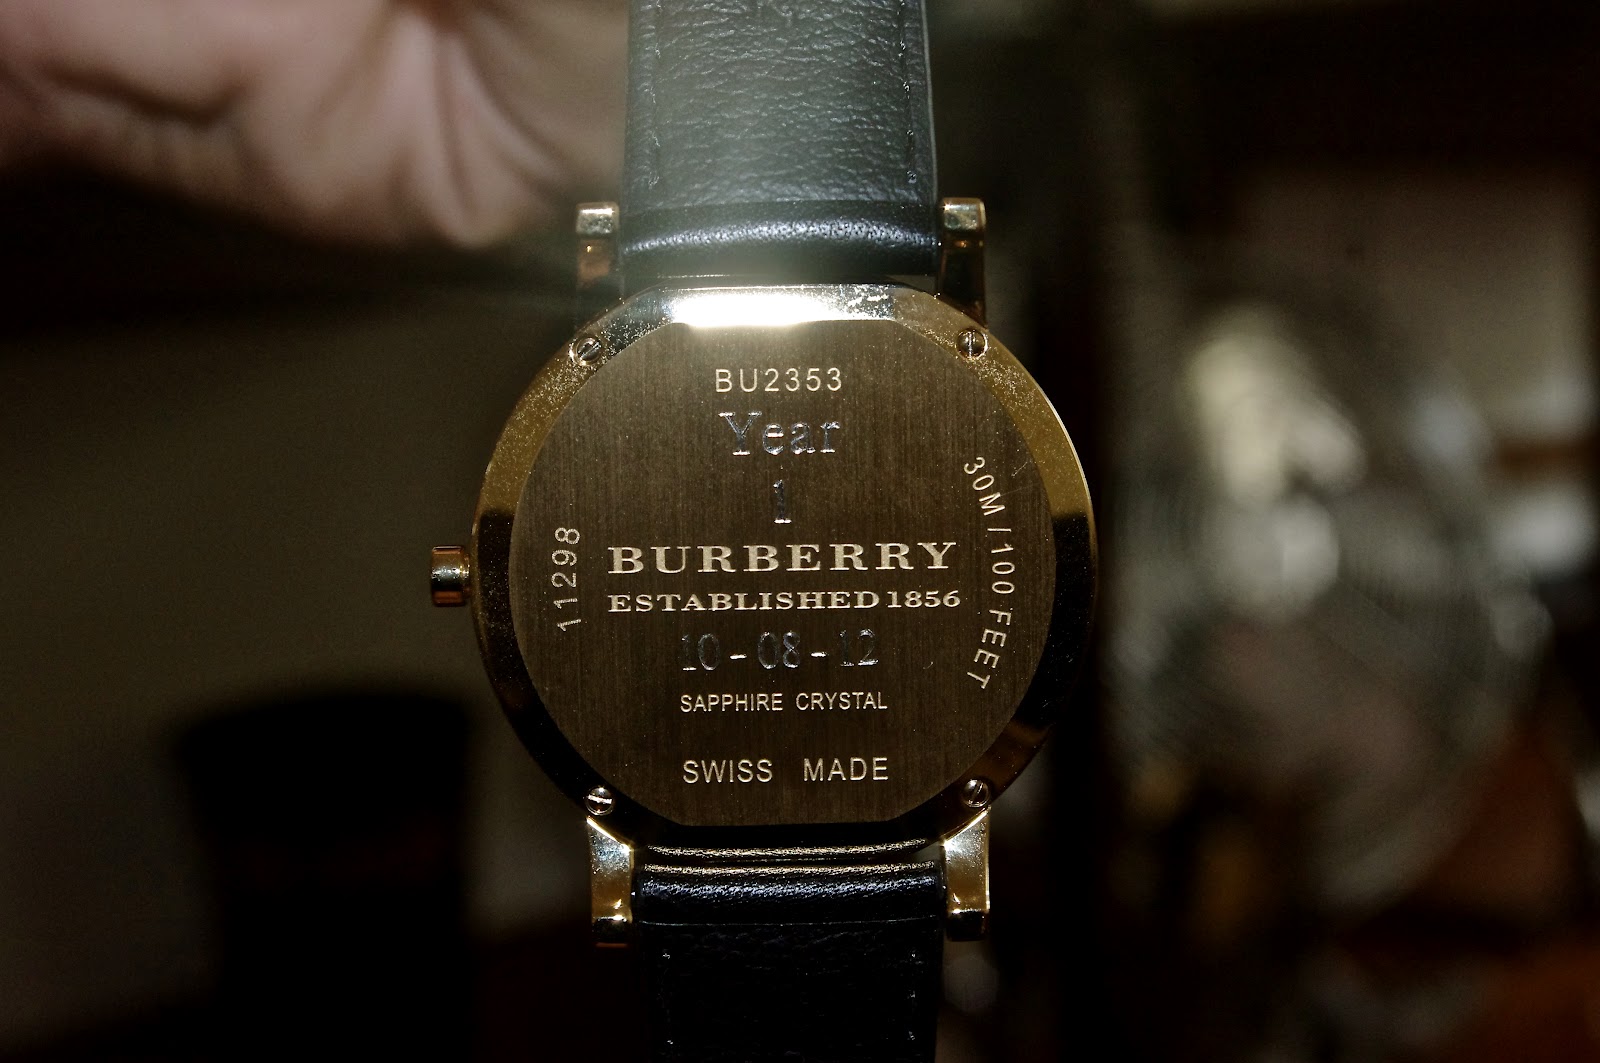 BU2353
Year
1
BURBERRY
ESTABLISHED 1856
10-08-12
SAPPHIRE CRYSTAL
SWISS MADE
11298
30M / 100 FEET